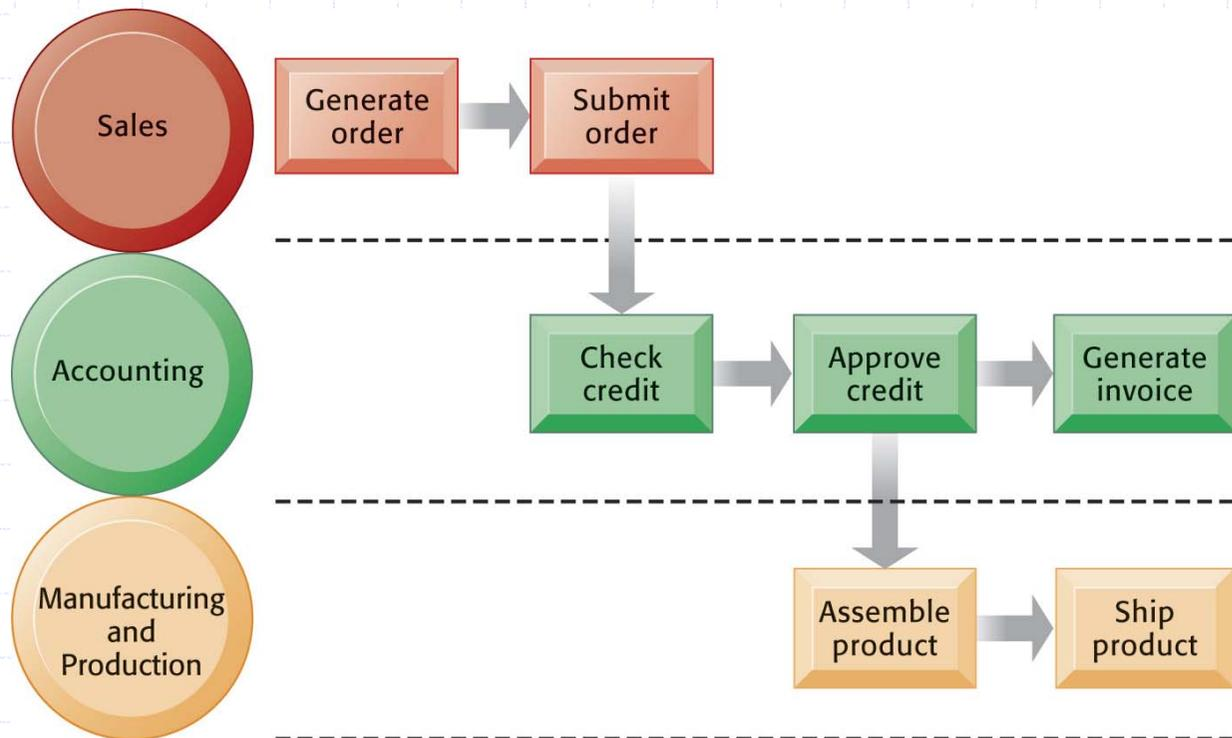 Sales
Generate
order
Submit
order
Accounting
Check
credit
Approve
credit
Generate
invoice
Manufacturing
and
Production
Assemble
product
Ship
product